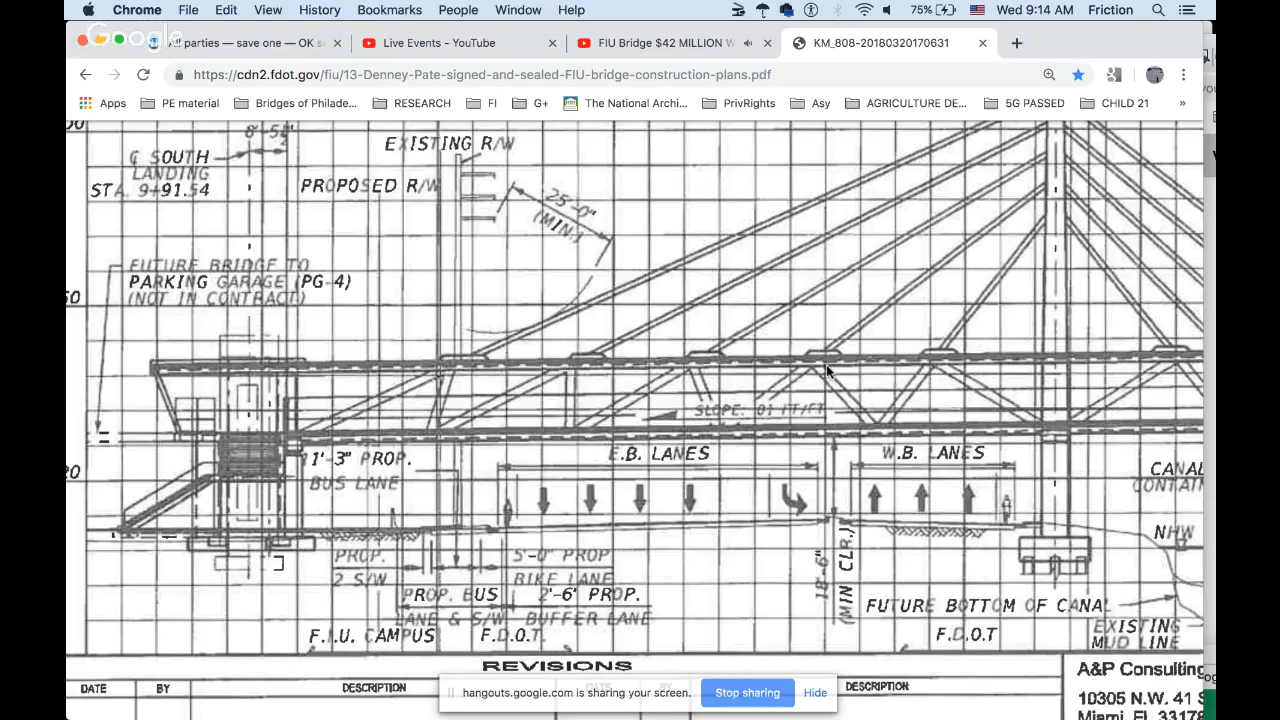 Chrome File Edit View History Bookmarks People Window Help 75% Wed 9:14 AM Friction
Google
All parties — save one — OK s
Live Events - YouTube
FIU Bridge $42 MILLION W
KM_808-20180320170631
https://cdn2.fdot.gov/fiu/13-Denney-Pate-signed-and-sealed-FIU-bridge-construction-plans.pdf
Apps PE material Bridges of Philade... RESEARCH FI G+ The National Archi... PrivRights Asy AGRICULTURE DE... 5G PASSED CHILD 21 »
EXISTING R/W
℄ SOUTH
LANDING
STA. 9+91.54
PROPOSED R/W
25'-0"
(MIN.)
FUTURE BRIDGE TO
PARKING GARAGE (PG-4)
(NOT IN CONTRACT)
SLOPE: .01 FT/FT
11'-3" PROP.
BUS LANE
E.B. LANES
W.B. LANES
20
CANAL
CONTAIN
NHW
PROP.
2 S/W
5'-0" PROP
BIKE LANE
PROP. BUS
LANE & S/W
2'-6" PROP.
BUFFER LANE
18'-6"
(MIN CLR.)
FUTURE BOTTOM OF CANAL
EXISTING
MUD LINE
F.I.U. CAMPUS
F.D.O.T.
F.D.O.T
REVISIONS
DATE BY DESCRIPTION DESCRIPTION
A&P Consulting
10305 N.W. 41 S
Miami, FL 33178
hangouts.google.com is sharing your screen. Stop sharing Hide